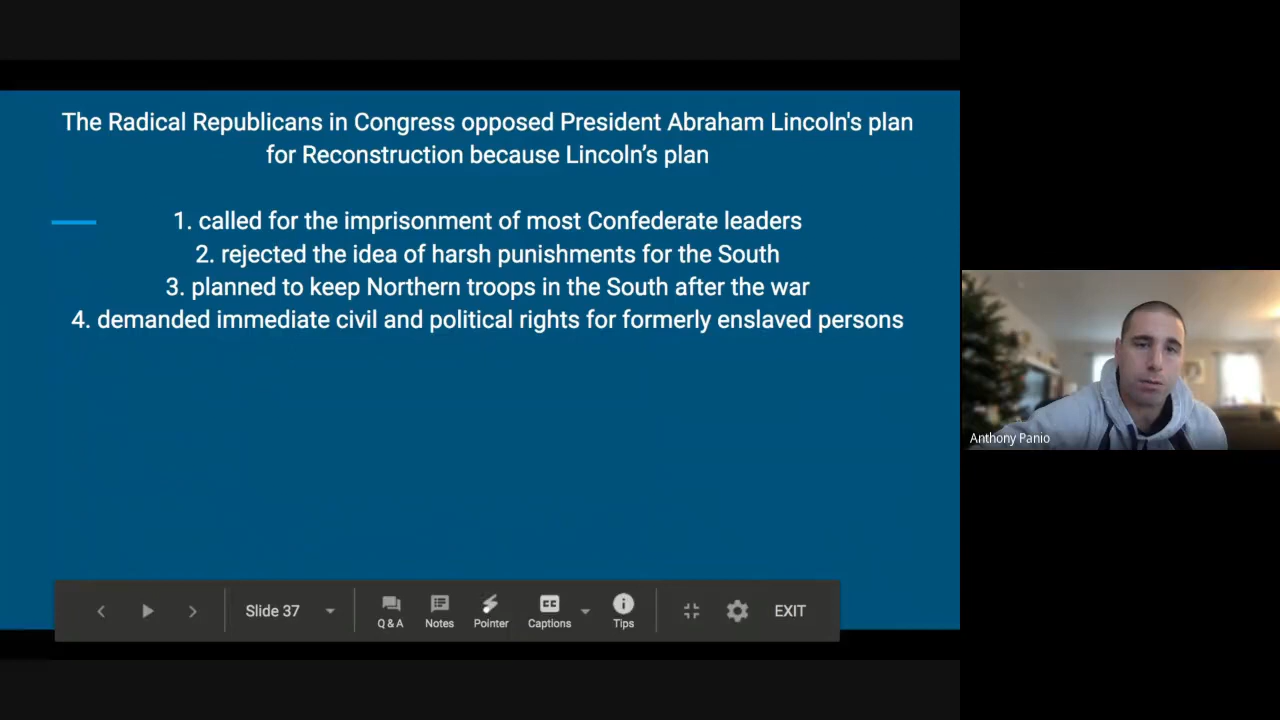 The Radical Republicans in Congress opposed President Abraham Lincoln's plan
for Reconstruction because Lincoln’s plan
1. called for the imprisonment of most Confederate leaders
2. rejected the idea of harsh punishments for the South
3. planned to keep Northern troops in the South after the war
4. demanded immediate civil and political rights for formerly enslaved persons
Anthony Panio
Slide 37
Q & A
Notes
Pointer
CC
Captions
Tips
EXIT